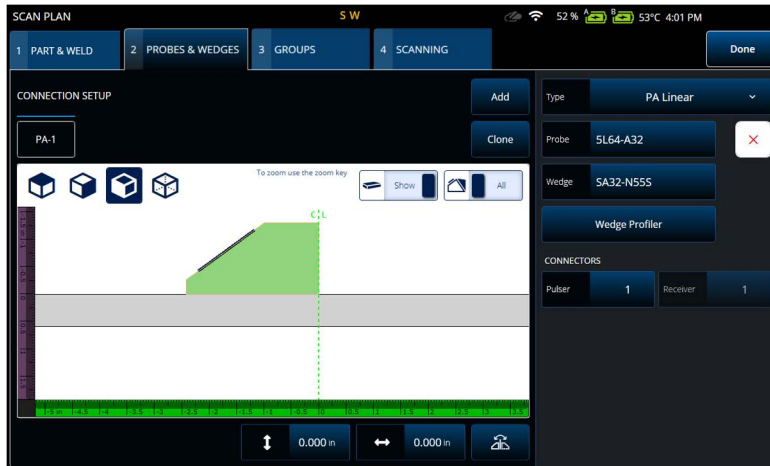 SCAN PLAN
S W
52 % A B 53°C 4:01 PM
1 PART & WELD
2 PROBES & WEDGES
3 GROUPS
4 SCANNING
Done
CONNECTION SETUP
Add
PA-1
Clone
To zoom use the zoom key
Show
All
C L
-5 in -4.5 -4 -3.5 -3 -2.5 -2 -1.5 -1 -0.5 0 0.5 1 1.5 2 2.5 3 3.5
0.000 in
0.000 in
Type PA Linear
Probe 5L64-A32
Wedge SA32-N55S
Wedge Profiler
CONNECTORS
Pulser 1
Receiver 1